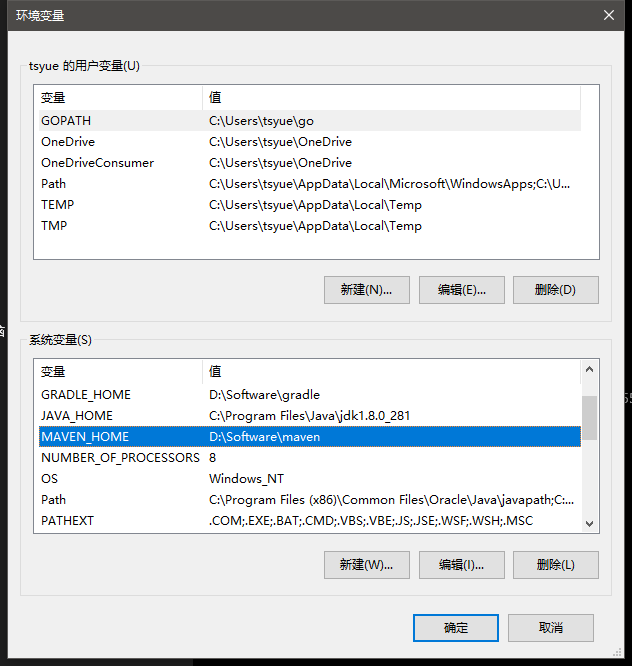 环境变量
tsyue 的用户变量(U)
变量 值
GOPATH C:\Users\tsyue\go
OneDrive C:\Users\tsyue\OneDrive
OneDriveConsumer C:\Users\tsyue\OneDrive
Path C:\Users\tsyue\AppData\Local\Microsoft\WindowsApps;C:\U...
TEMP C:\Users\tsyue\AppData\Local\Temp
TMP C:\Users\tsyue\AppData\Local\Temp
新建(N)... 编辑(E)... 删除(D)
系统变量(S)
变量 值
GRADLE_HOME D:\Software\gradle
JAVA_HOME C:\Program Files\Java\jdk1.8.0_281
MAVEN_HOME D:\Software\maven
NUMBER_OF_PROCESSORS 8
OS Windows_NT
Path C:\Program Files (x86)\Common Files\Oracle\Java\javapath;C:...
PATHEXT .COM;.EXE;.BAT;.CMD;.VBS;.VBE;.JS;.JSE;.WSF;.WSH;.MSC
新建(W)... 编辑(I)... 删除(L)
确定 取消